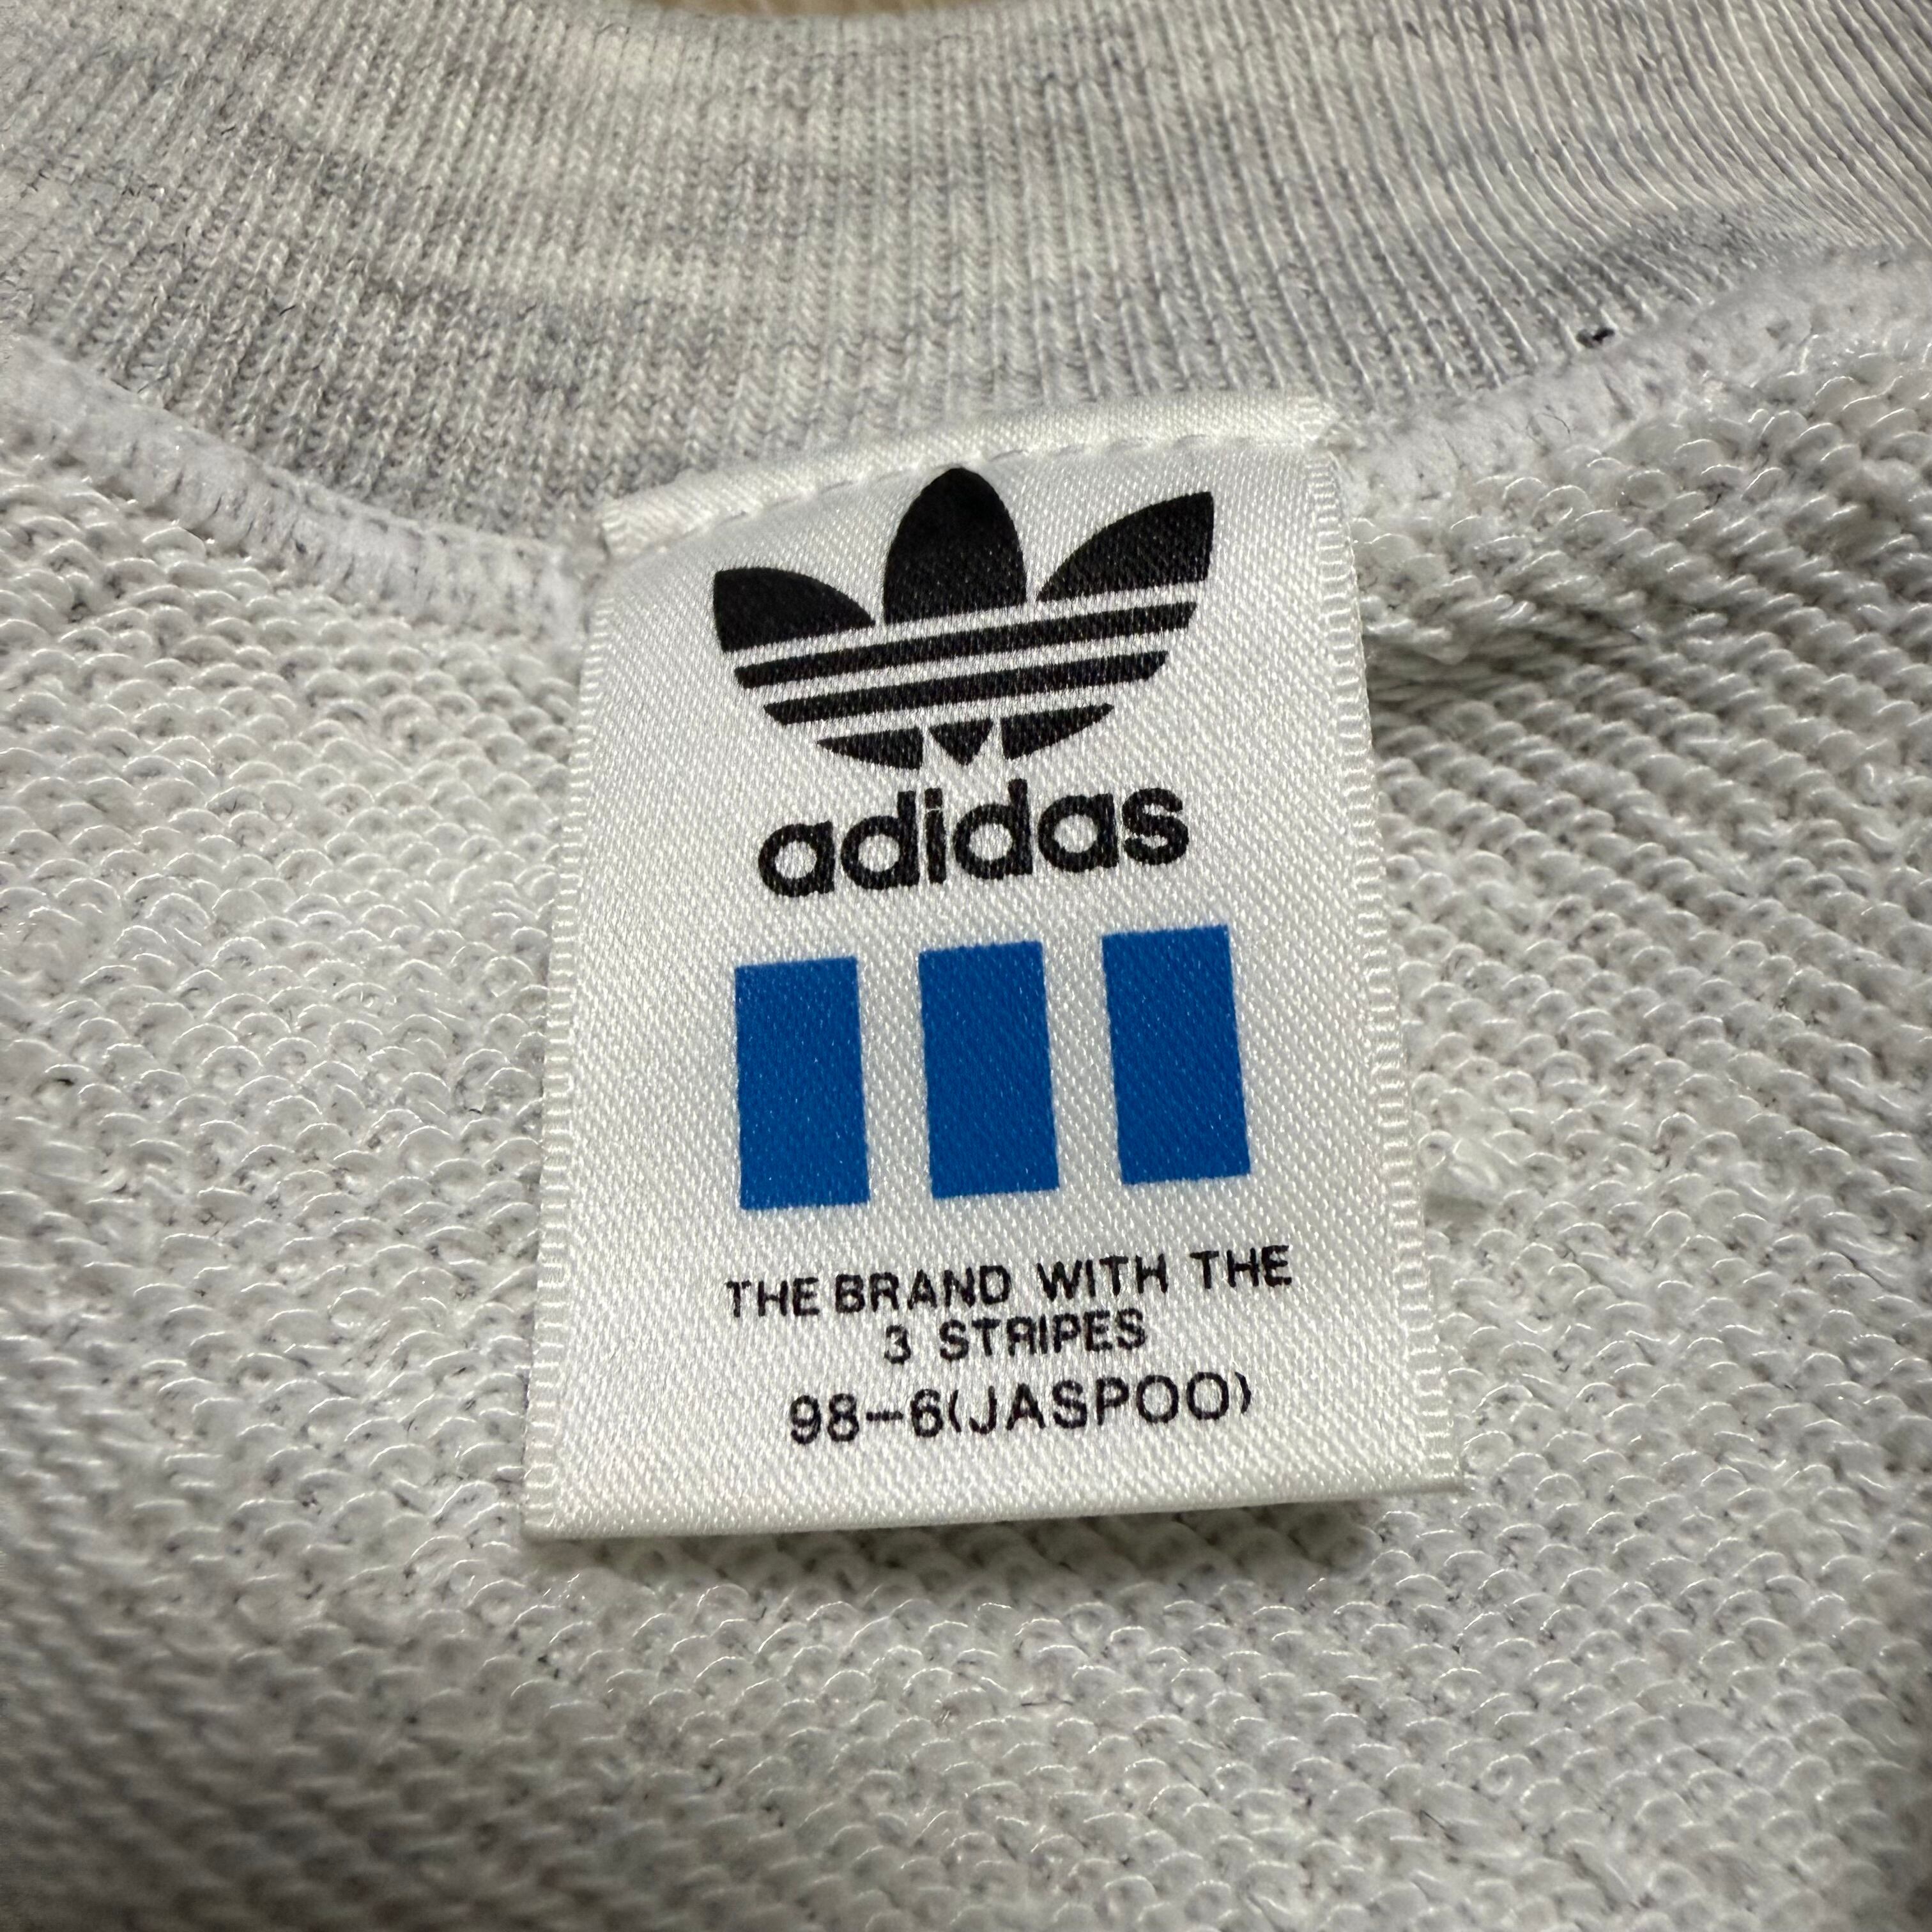 adidas
THE BRAND WITH THE
3 STRIPES
98-6(JASPOO)